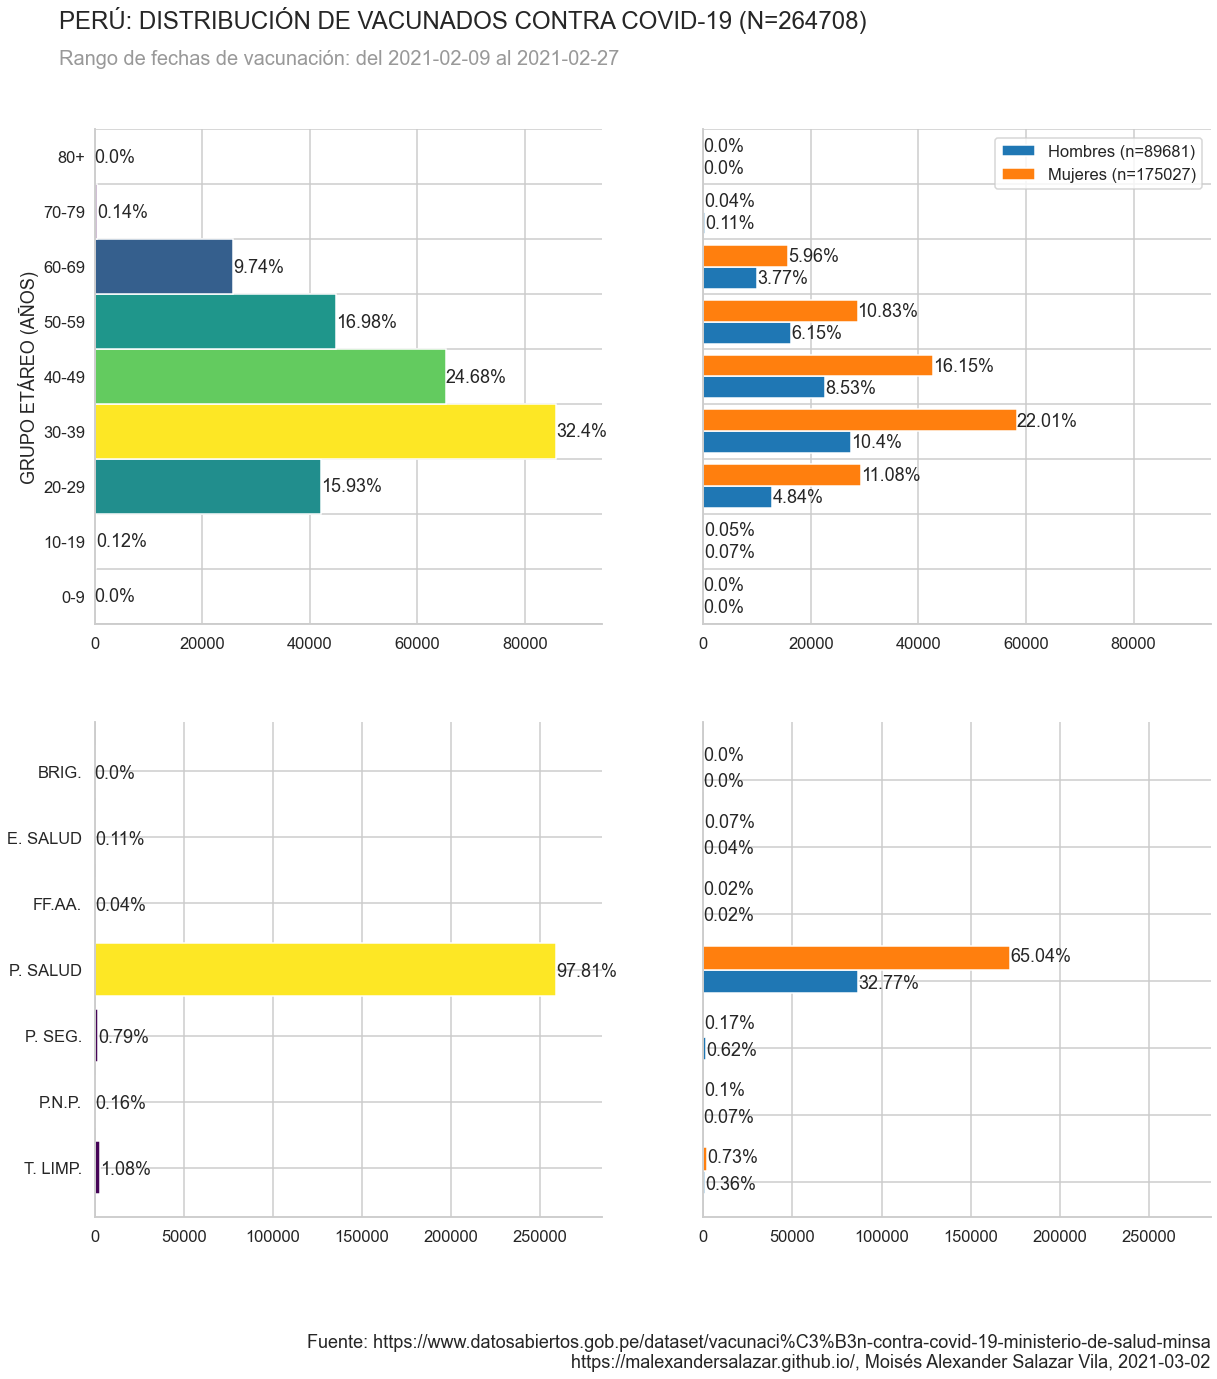 PERÚ: DISTRIBUCIÓN DE VACUNADOS CONTRA COVID-19 (N=264708)
Rango de fechas de vacunación: del 2021-02-09 al 2021-02-27
GRUPO ETÁREO (AÑOS)
80+ 0.0%
70-79 0.14%
60-69 9.74%
50-59 16.98%
40-49 24.68%
30-39 32.4%
20-29 15.93%
10-19 0.12%
0-9 0.0%
0 20000 40000 60000 80000
Hombres (n=89681)
Mujeres (n=175027)
0.0%
0.0%
0.04%
0.11%
5.96%
3.77%
10.83%
6.15%
16.15%
8.53%
22.01%
10.4%
11.08%
4.84%
0.05%
0.07%
0.0%
0.0%
0 20000 40000 60000 80000
BRIG. 0.0%
E. SALUD 0.11%
FF.AA. 0.04%
P. SALUD 97.81%
P. SEG. 0.79%
P.N.P. 0.16%
T. LIMP. 1.08%
0 50000 100000 150000 200000 250000
0.0%
0.0%
0.07%
0.04%
0.02%
0.02%
65.04%
32.77%
0.17%
0.62%
0.1%
0.07%
0.73%
0.36%
0 50000 100000 150000 200000 250000
Fuente: https://www.datosabiertos.gob.pe/dataset/vacunaci%C3%B3n-contra-covid-19-ministerio-de-salud-minsa
https://malexandersalazar.github.io/, Moisés Alexander Salazar Vila, 2021-03-02